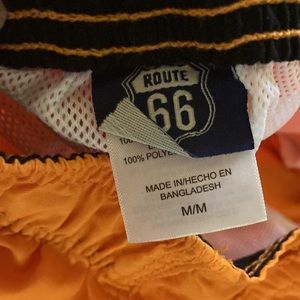 ROUTE
66
100% POLYE
MADE IN/HECHO EN
BANGLADESH
M/M